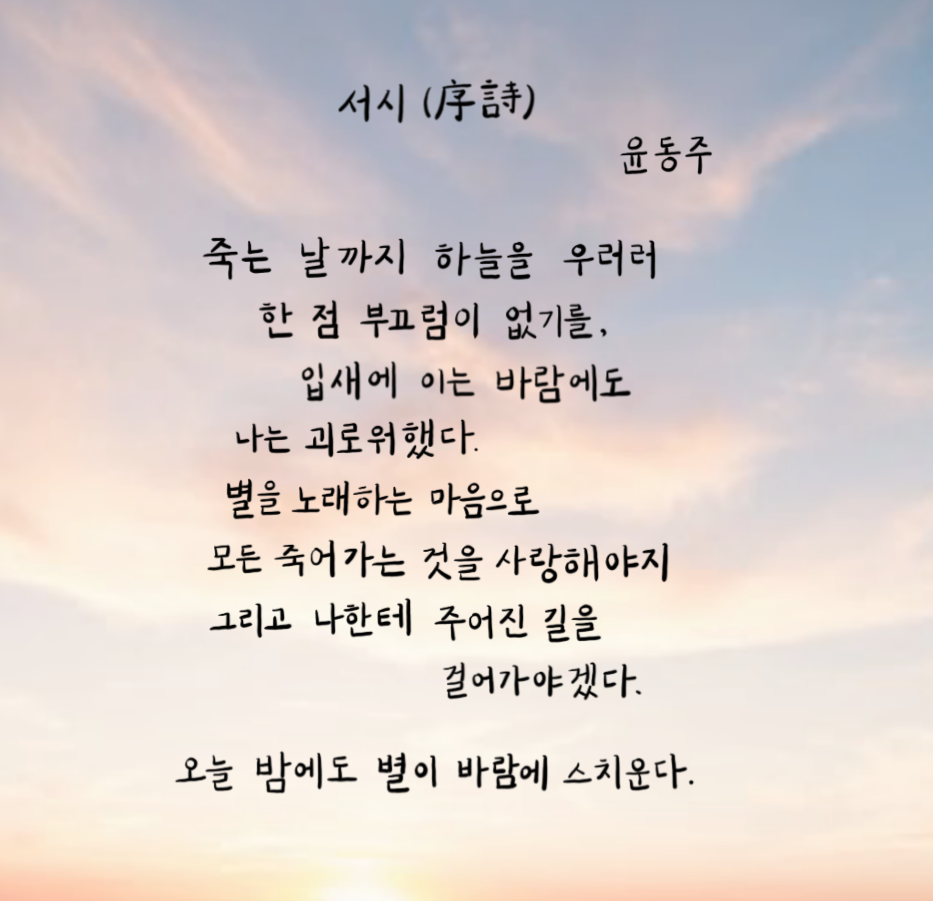 서시 (序詩)
윤동주
죽는 날까지 하늘을 우러러
한 점 부끄럼이 없기를,
입새에 이는 바람에도
나는 괴로워했다.
별을 노래하는 마음으로
모든 죽어가는 것을 사랑해야지
그리고 나한테 주어진 길을
걸어가야겠다.
오늘 밤에도 별이 바람에 스치운다.